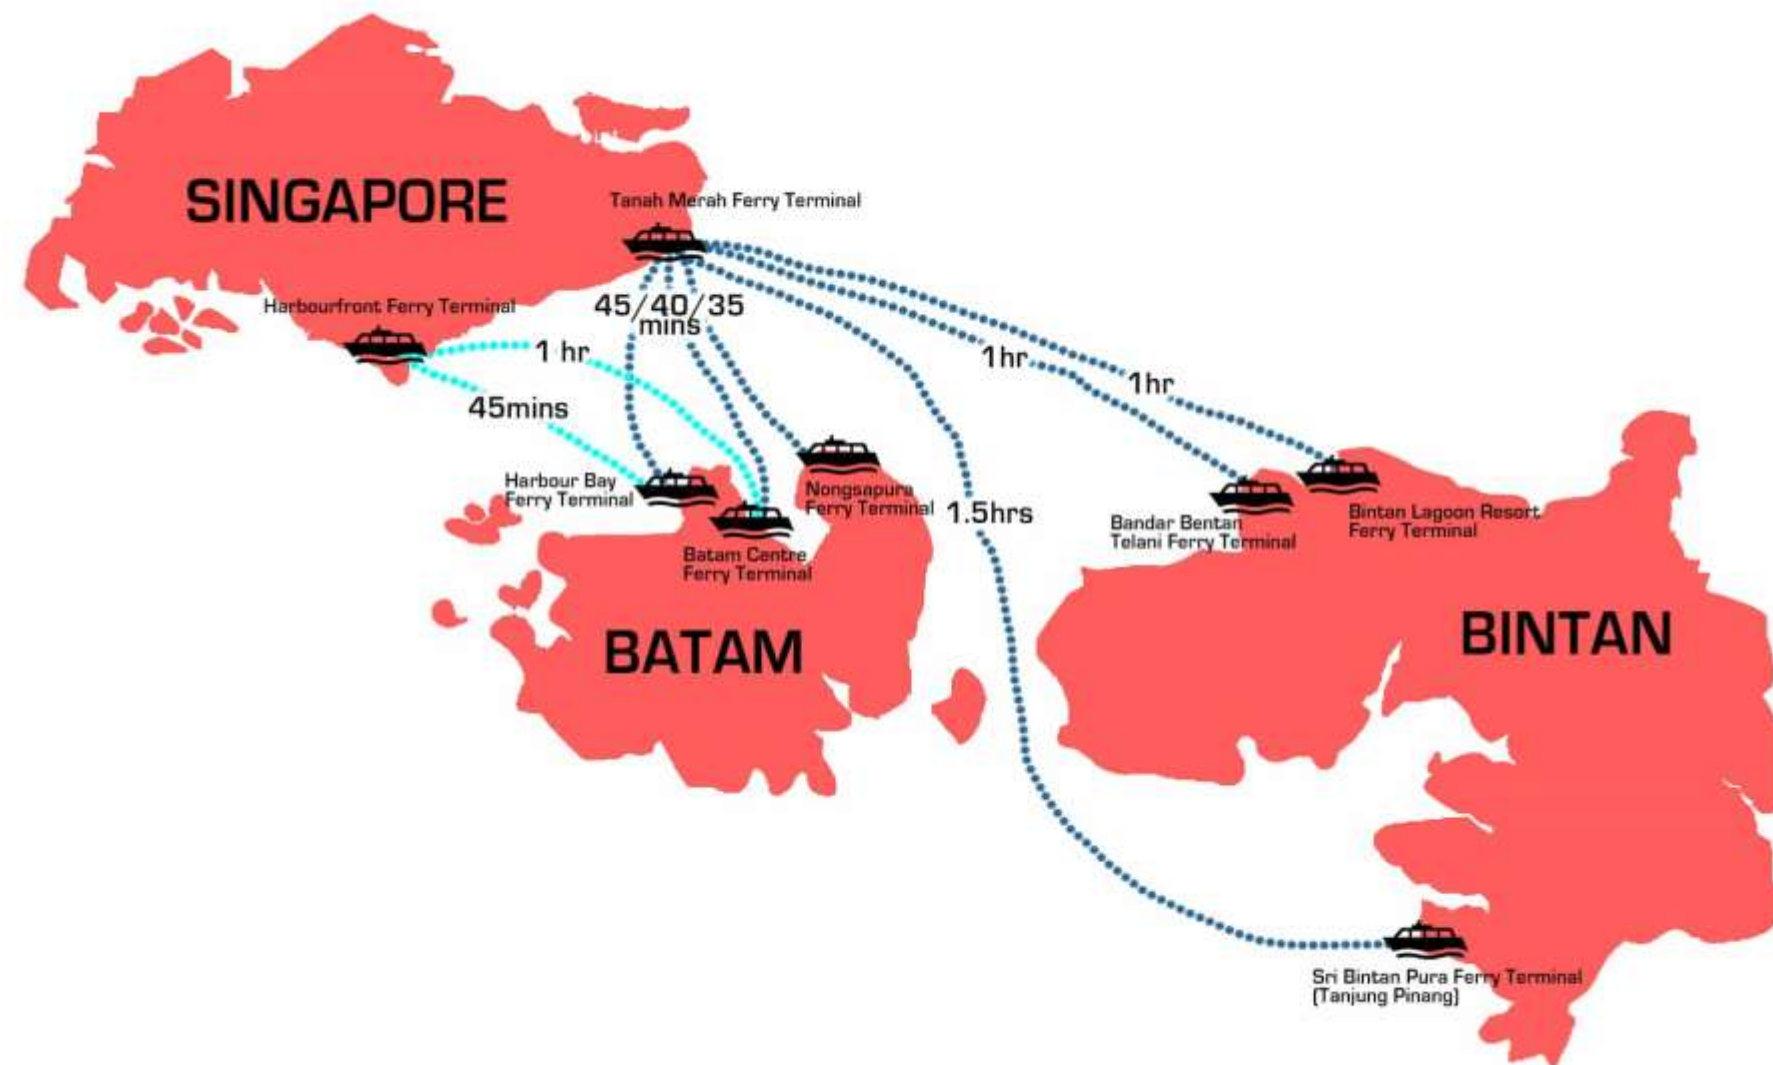 SINGAPORE
Tanah Merah Ferry Terminal
Harbourfront Ferry Terminal
45/40/35
mins
1 hr
1hr
1hr
45mins
Harbour Bay
Ferry Terminal
Nongsapura
Ferry Terminal
1.5hrs
Bandar Bentan
Telani Ferry Terminal
Bintan Lagoon Resort
Ferry Terminal
Batam Centre
Ferry Terminal
BATAM
BINTAN
Sri Bintan Pura Ferry Terminal
(Tanjung Pinang)